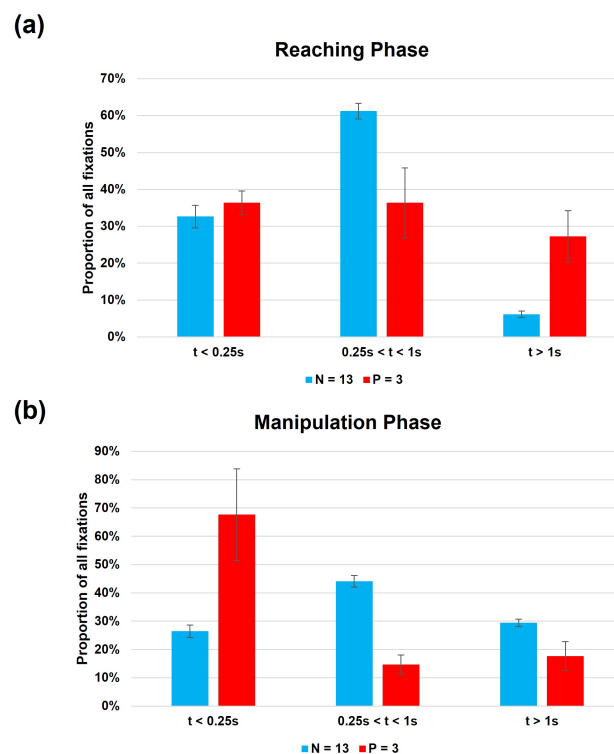 (a)
Reaching Phase
Proportion of all fixations
70%
60%
50%
40%
30%
20%
10%
0%
t < 0.25s 0.25s < t < 1s t > 1s
N = 13 P = 3
(b)
Manipulation Phase
Proportion of all fixations
90%
80%
70%
60%
50%
40%
30%
20%
10%
0%
t < 0.25s 0.25s < t < 1s t > 1s
N = 13 P = 3